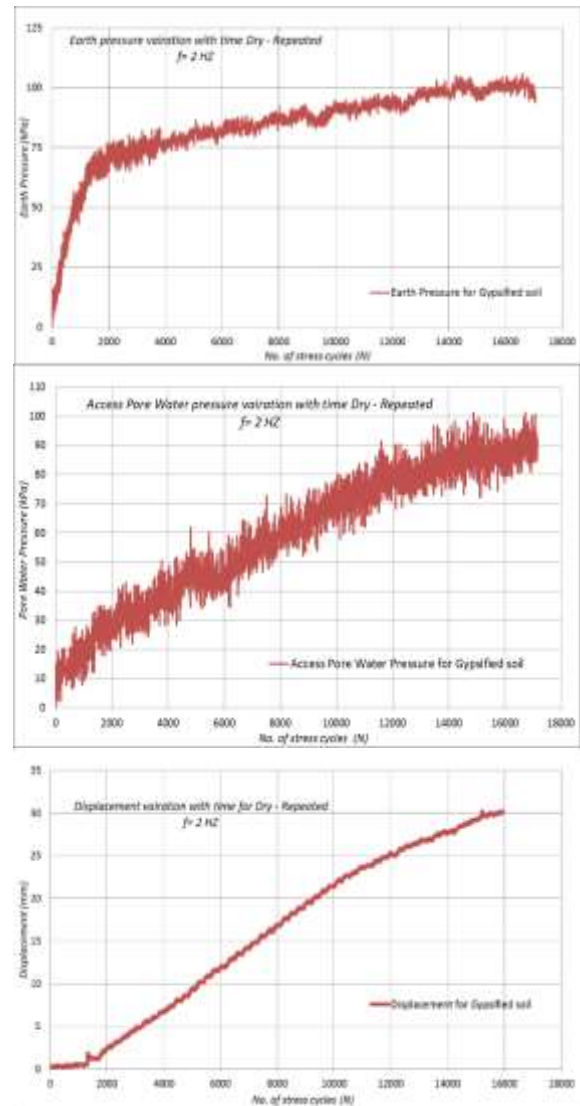 Earth pressure vairation with time Dry - Repeated
f= 2 HZ
125
100
75
50
25
0
Earth Pressure (kPa)
Earth Pressure for Gypsified soil
0 2000 4000 6000 8000 10000 12000 14000 16000 18000
No. of stress cycles (N)
Access Pore Water pressure vairation with time Dry - Repeated
f= 2 HZ
110
100
90
80
70
60
50
40
30
20
10
0
Pore Water Pressure (kPa)
Access Pore Water Pressure for Gypsified soil
0 2000 4000 6000 8000 10000 12000 14000 16000 18000
No. of stress cycles (N)
Displacement vairation with time for Dry - Repeated
f= 2 HZ
35
30
25
20
15
10
5
0
Displacement (mm)
Displacement for Gypsified soil
0 2000 4000 6000 8000 10000 12000 14000 16000 18000
No. of stress cycles (N)